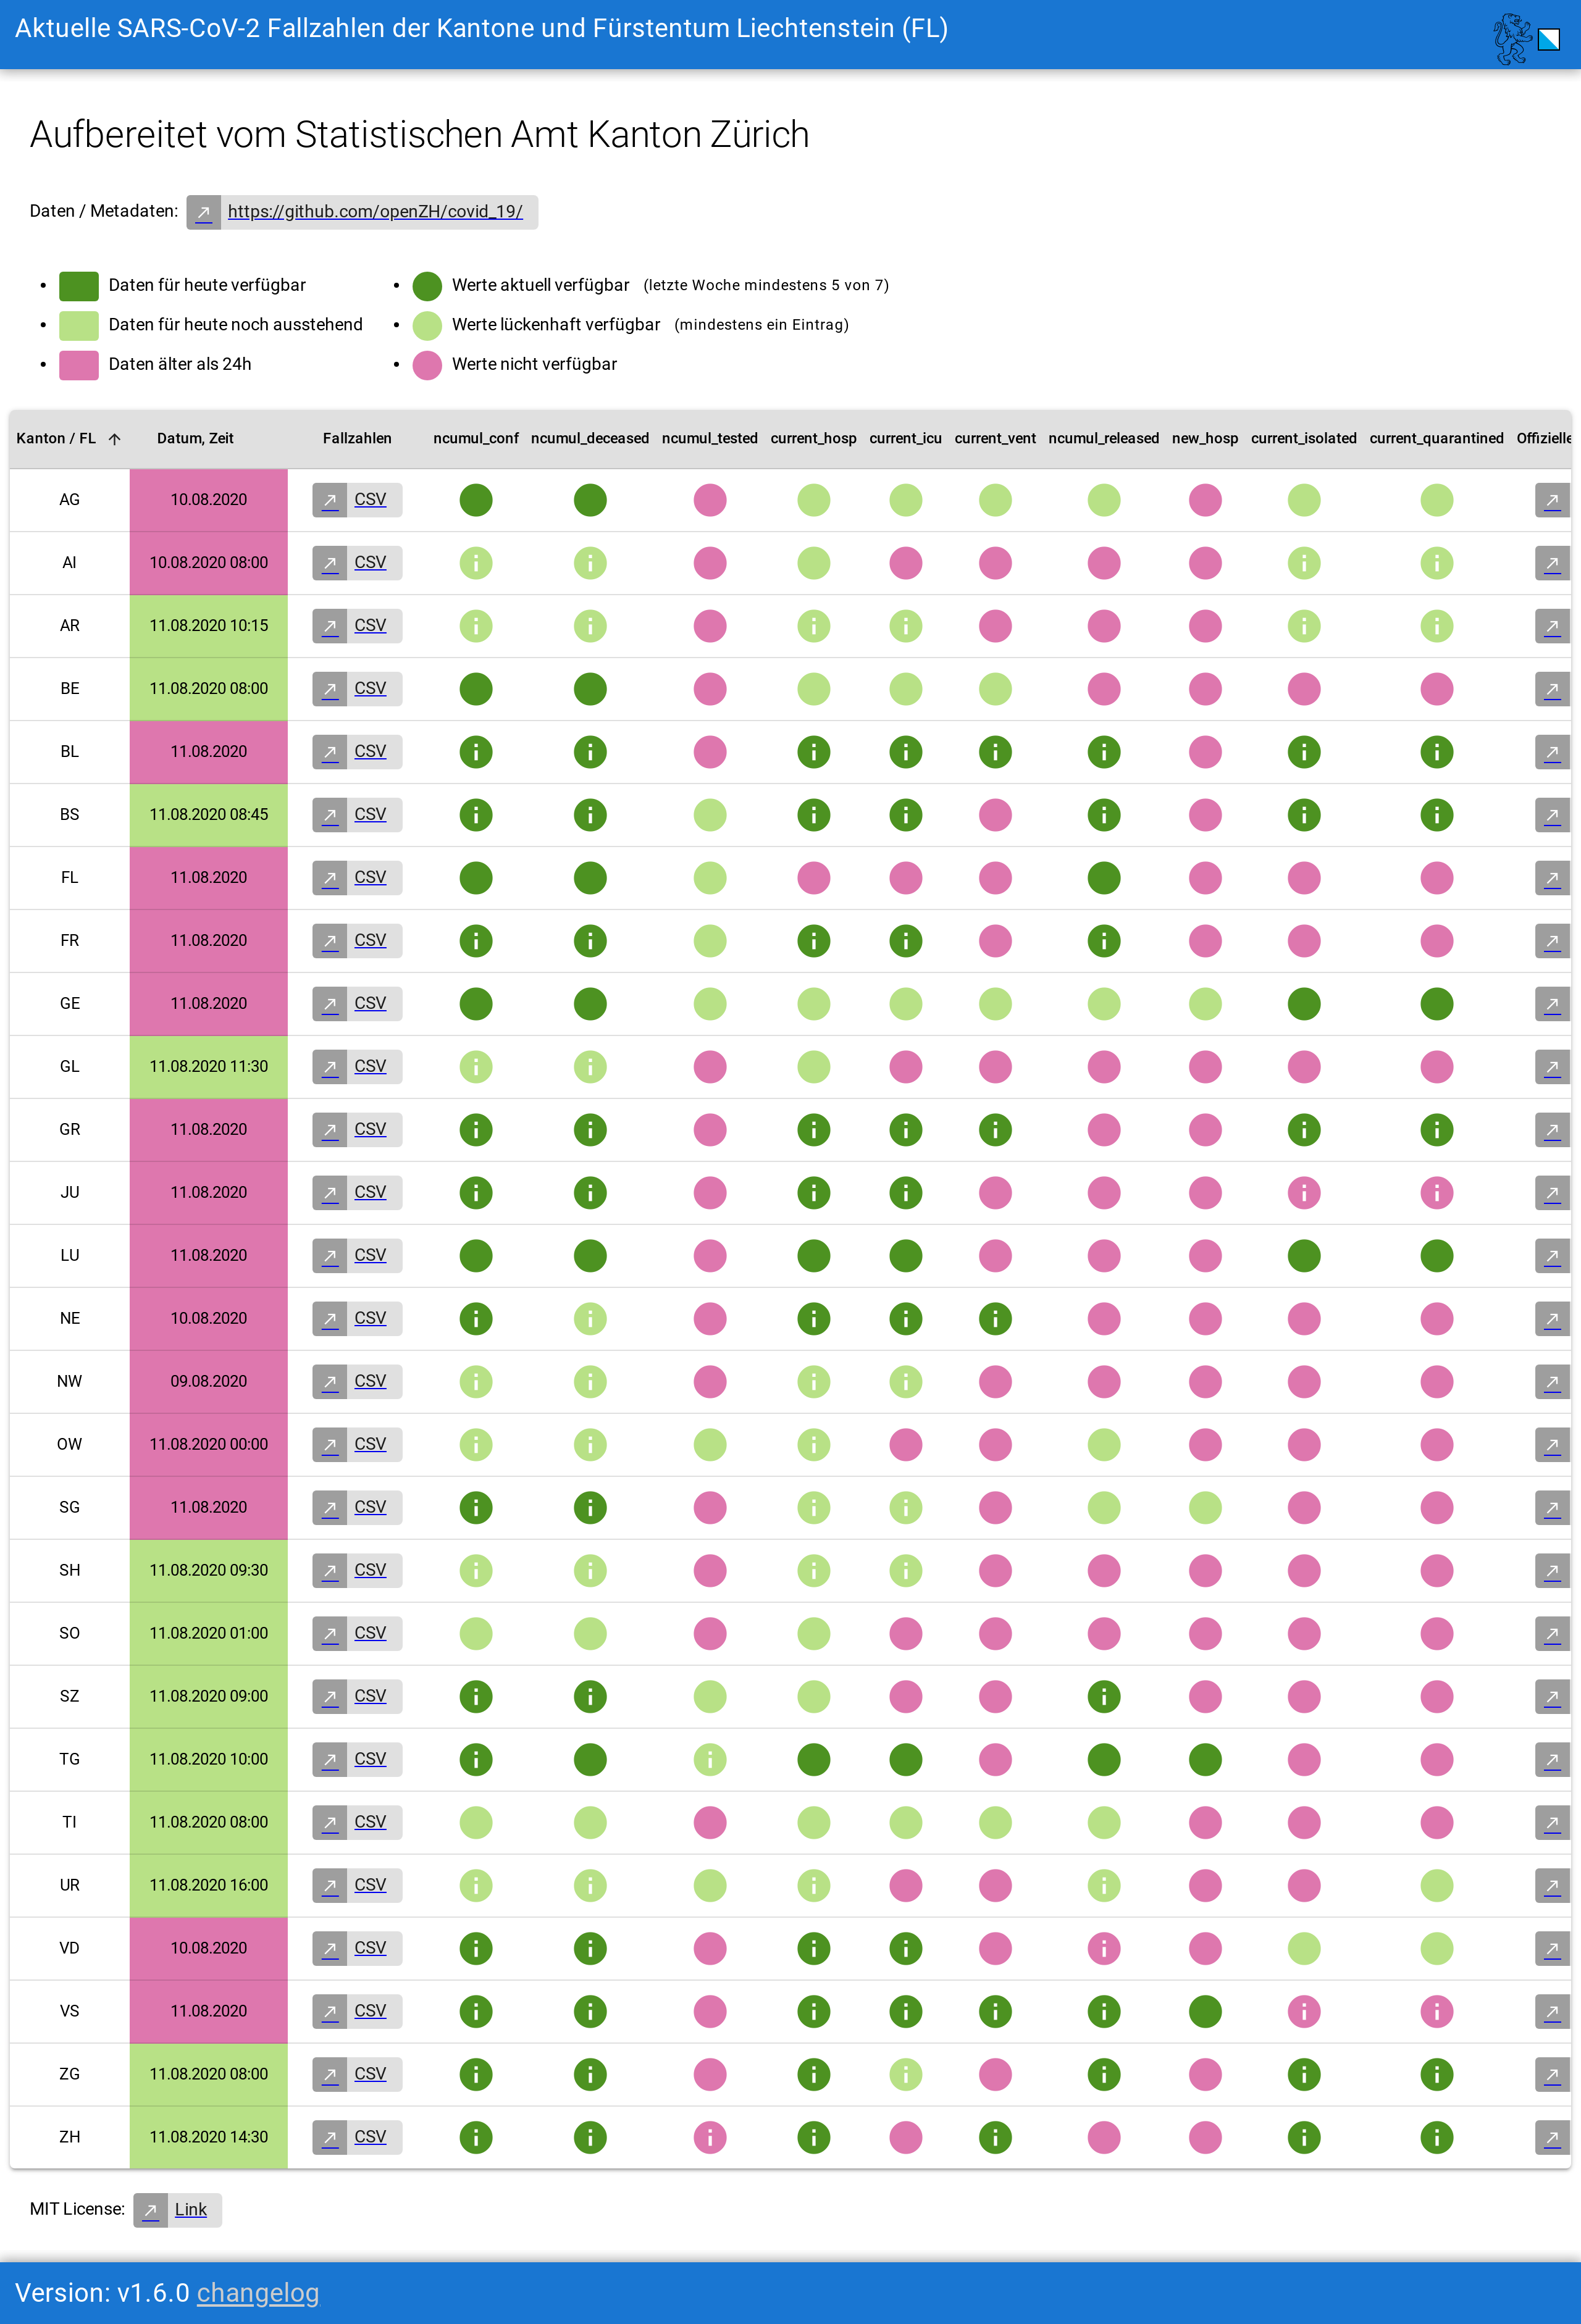 Aktuelle SARS-CoV-2 Fallzahlen der Kantone und Fürstentum Liechtenstein (FL)
Aufbereitet vom Statistischen Amt Kanton Zürich
Daten / Metadaten: https://github.com/openZH/covid_19/
Daten für heute verfügbar
Daten für heute noch ausstehend
Daten älter als 24h
Werte aktuell verfügbar (letzte Woche mindestens 5 von 7)
Werte lückenhaft verfügbar (mindestens ein Eintrag)
Werte nicht verfügbar
Kanton / FL Datum, Zeit Fallzahlen ncumul_conf ncumul_deceased ncumul_tested current_hosp current_icu current_vent ncumul_released new_hosp current_isolated current_quarantined Offizielle
AG 10.08.2020 CSV
AI 10.08.2020 08:00 CSV
AR 11.08.2020 10:15 CSV
BE 11.08.2020 08:00 CSV
BL 11.08.2020 CSV
BS 11.08.2020 08:45 CSV
FL 11.08.2020 CSV
FR 11.08.2020 CSV
GE 11.08.2020 CSV
GL 11.08.2020 11:30 CSV
GR 11.08.2020 CSV
JU 11.08.2020 CSV
LU 11.08.2020 CSV
NE 10.08.2020 CSV
NW 09.08.2020 CSV
OW 11.08.2020 00:00 CSV
SG 11.08.2020 CSV
SH 11.08.2020 09:30 CSV
SO 11.08.2020 01:00 CSV
SZ 11.08.2020 09:00 CSV
TG 11.08.2020 10:00 CSV
TI 11.08.2020 08:00 CSV
UR 11.08.2020 16:00 CSV
VD 10.08.2020 CSV
VS 11.08.2020 CSV
ZG 11.08.2020 08:00 CSV
ZH 11.08.2020 14:30 CSV
MIT License: Link
Version: v1.6.0 changelog